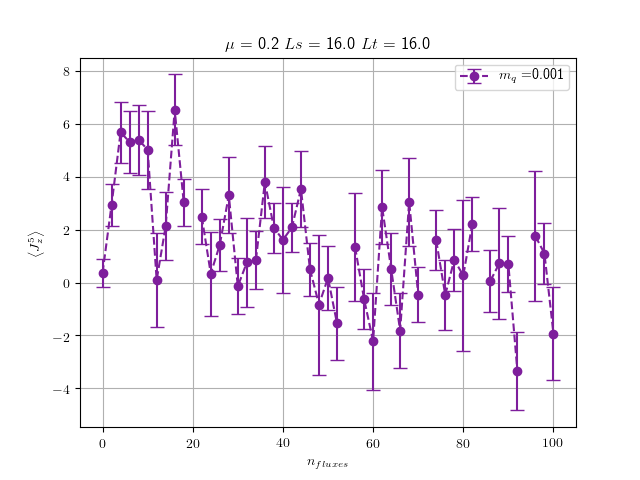 μ = 0.2 Ls = 16.0 Lt = 16.0
m_q =0.001
⟨J_z^5⟩
8
6
4
2
0
−2
−4
0 20 40 60 80 100
n_fluxes